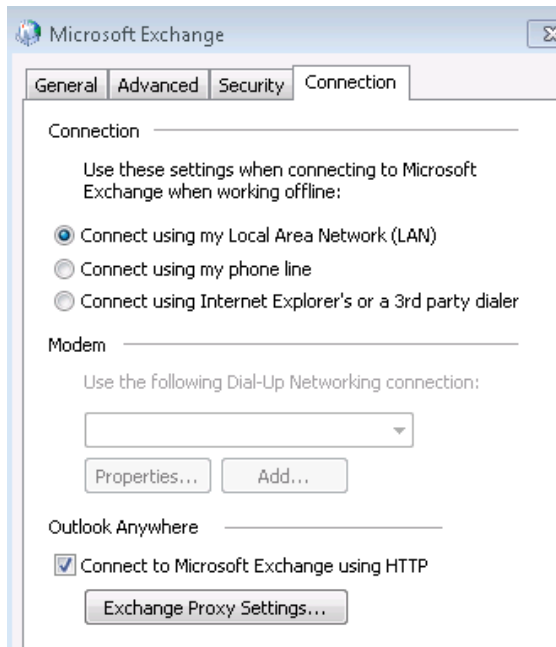 Microsoft Exchange
General Advanced Security Connection
Connection
Use these settings when connecting to Microsoft
Exchange when working offline:
Connect using my Local Area Network (LAN)
Connect using my phone line
Connect using Internet Explorer's or a 3rd party dialer
Modem
Use the following Dial-Up Networking connection:
Properties... Add...
Outlook Anywhere
Connect to Microsoft Exchange using HTTP
Exchange Proxy Settings...